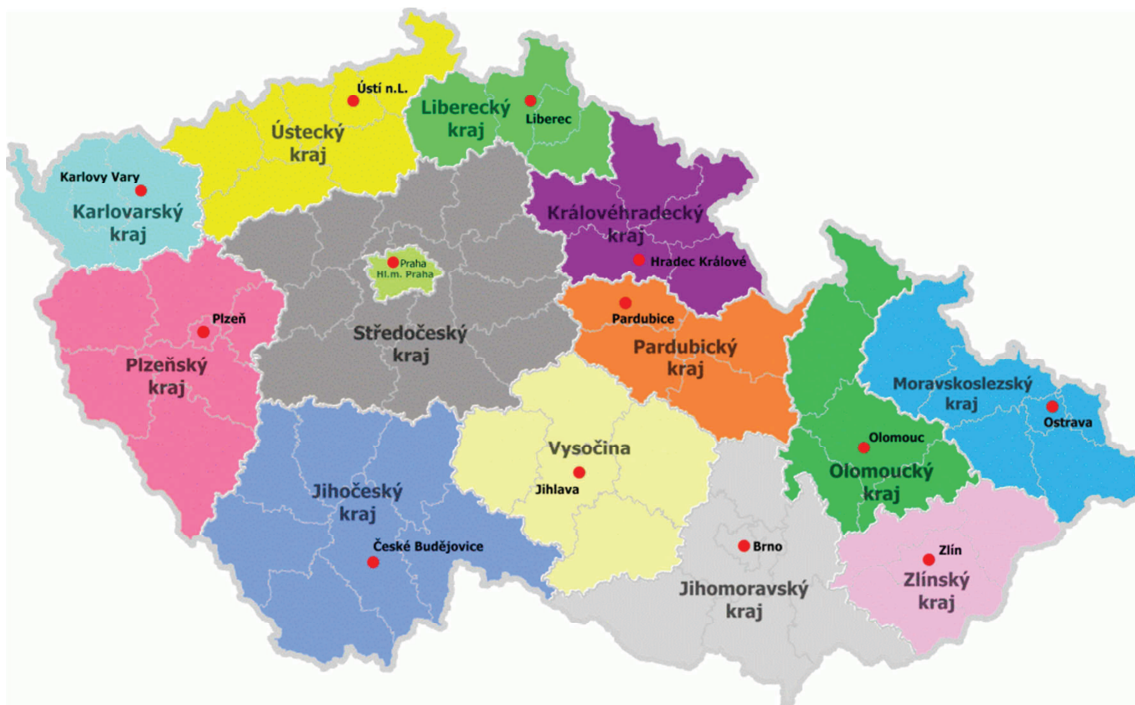 Ústí n.L.
Ústecký
kraj
Liberecký
kraj
Liberec
Karlovy Vary
Karlovarský
kraj
Královéhradecký
kraj
Hradec Králové
Praha
Hl.m. Praha
Středočeský
kraj
Plzeň
Plzeňský
kraj
Pardubice
Pardubický
kraj
Moravskoslezský
kraj
Ostrava
Olomouc
Olomoucký
kraj
Vysočina
Jihlava
Jihočeský
kraj
České Budějovice
Brno
Jihomoravský
kraj
Zlín
Zlínský
kraj